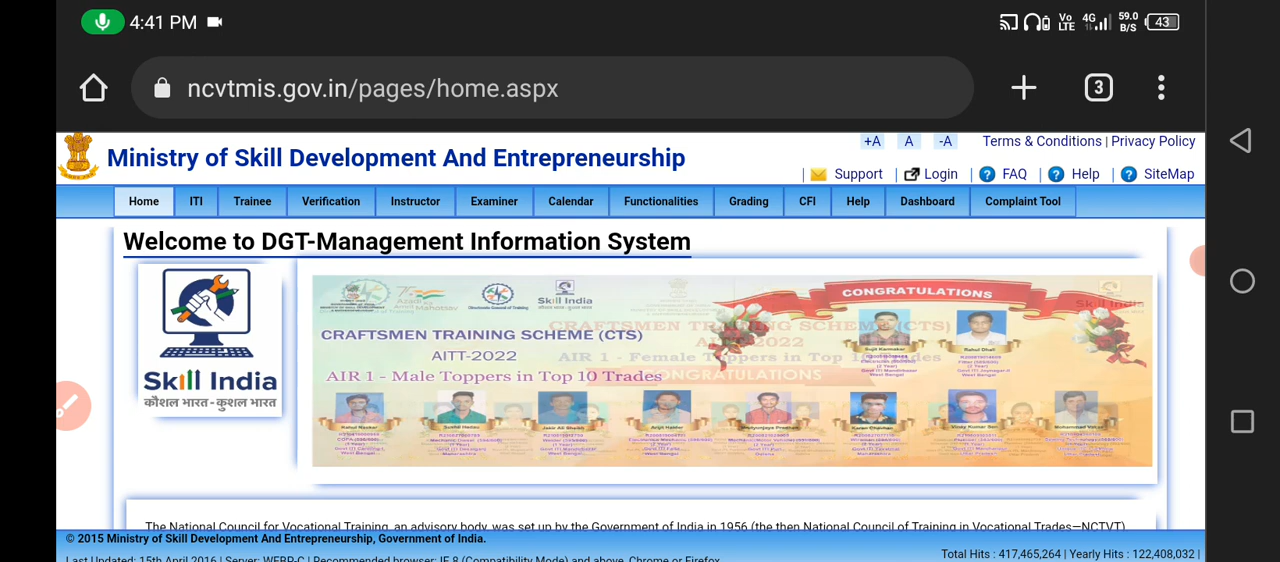 4:41 PM
Vo LTE 4G 59.0 B/S 43
ncvtmis.gov.in/pages/home.aspx
3
+A A -A Terms & Conditions | Privacy Policy
Ministry of Skill Development And Entrepreneurship
| Support | Login | FAQ | Help | SiteMap
Home ITI Trainee Verification Instructor Examiner Calendar Functionalities Grading CFI Help Dashboard Complaint Tool
Welcome to DGT-Management Information System
Skill India
कौशल भारत - कुशल भारत
Skill India
CONGRATULATIONS
Skill India
CRAFTSMEN TRAINING SCHEME (CTS)
CRAFTSMEN TRAINING SCHEME (CTS)
AITT-2022
AIR 1 - Female Toppers in Top 10 Trades
AIR 1 - Male Toppers in Top 10 Trades
CONGRATULATIONS
The National Council for Vocational Training, an advisory body, was set up by the Government of India in 1956 (the then National Council of Training in Vocational Trades—NCTVT).
© 2015 Ministry of Skill Development And Entrepreneurship, Government of India.
Total Hits : 417,465,264 | Yearly Hits : 122,408,032 |
Last Updated: 15th April 2016 | Server: WEBP-C | Recommended browser: IE 8 (Compatibility Mode) and above, Chrome or Firefox